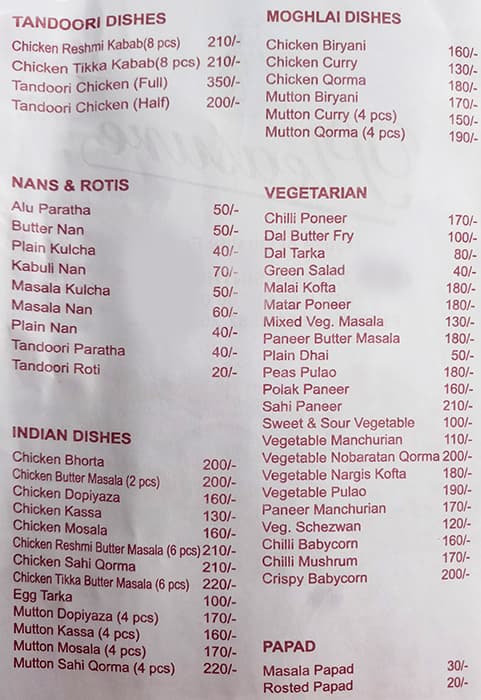 TANDOORI DISHES
Chicken Reshmi Kabab(8 pcs) 210/-
Chicken Tikka Kabab(8 pcs) 210/-
Tandoori Chicken (Full) 350/-
Tandoori Chicken (Half) 200/-
NANS & ROTIS
Alu Paratha 50/-
Butter Nan 50/-
Plain Kulcha 40/-
Kabuli Nan 70/-
Masala Kulcha 50/-
Masala Nan 60/-
Plain Nan 40/-
Tandoori Paratha 40/-
Tandoori Roti 20/-
INDIAN DISHES
Chicken Bhorta 200/-
Chicken Butter Masala (2 pcs) 200/-
Chicken Dopiyaza 160/-
Chicken Kassa 130/-
Chicken Mosala 160/-
Chicken Reshmi Butter Masala (6 pcs) 210/-
Chicken Sahi Qorma 210/-
Chicken Tikka Butter Masala (6 pcs) 220/-
Egg Tarka 100/-
Mutton Dopiyaza (4 pcs) 170/-
Mutton Kassa (4 pcs) 160/-
Mutton Mosala (4 pcs) 170/-
Mutton Sahi Qorma (4 pcs) 220/-
MOGHLAI DISHES
Chicken Biryani 160/-
Chicken Curry 130/-
Chicken Qorma 180/-
Mutton Biryani 170/-
Mutton Curry (4 pcs) 150/-
Mutton Qorma (4 pcs) 190/-
VEGETARIAN
Chilli Poneer 170/-
Dal Butter Fry 100/-
Dal Tarka 80/-
Green Salad 40/-
Malai Kofta 180/-
Matar Poneer 180/-
Mixed Veg. Masala 130/-
Paneer Butter Masala 180/-
Plain Dhai 50/-
Peas Pulao 180/-
Polak Paneer 160/-
Sahi Paneer 210/-
Sweet & Sour Vegetable 100/-
Vegetable Manchurian 110/-
Vegetable Nobaratan Qorma 200/-
Vegetable Nargis Kofta 180/-
Vegetable Pulao 190/-
Paneer Manchurian 170/-
Veg. Schezwan 120/-
Chilli Babycorn 160/-
Chilli Mushrum 170/-
Crispy Babycorn 200/-
PAPAD
Masala Papad 30/-
Rosted Papad 20/-